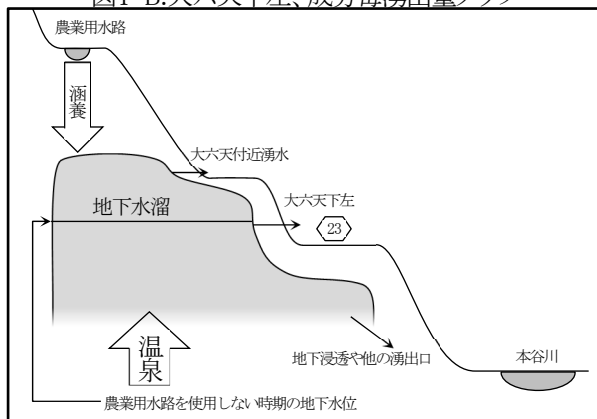 農業用水路
涵養
大六天付近湧水
地下水溜
大六天下左
23
温泉
地下浸透や他の湧出口
本谷川
農業用水路を使用しない時期の地下水位